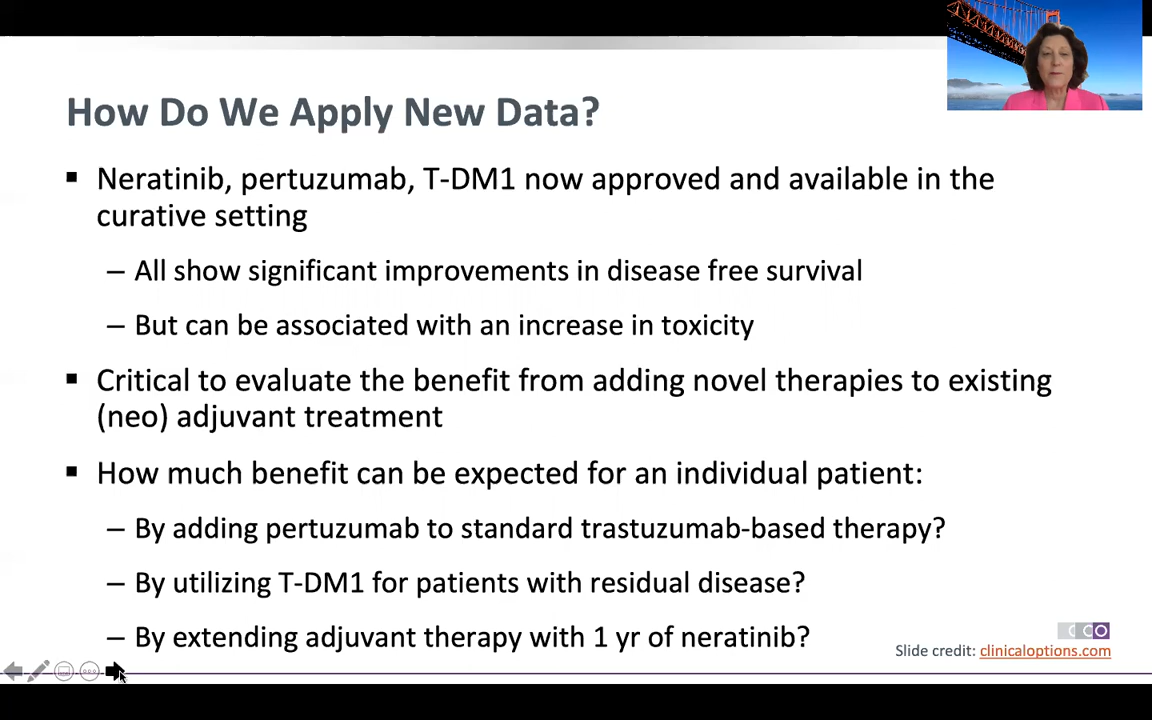 How Do We Apply New Data?
▪ Neratinib, pertuzumab, T-DM1 now approved and available in the
curative setting
– All show significant improvements in disease free survival
– But can be associated with an increase in toxicity
▪ Critical to evaluate the benefit from adding novel therapies to existing
(neo) adjuvant treatment
▪ How much benefit can be expected for an individual patient:
– By adding pertuzumab to standard trastuzumab-based therapy?
– By utilizing T-DM1 for patients with residual disease?
– By extending adjuvant therapy with 1 yr of neratinib?
CCO
Slide credit: clinicaloptions.com